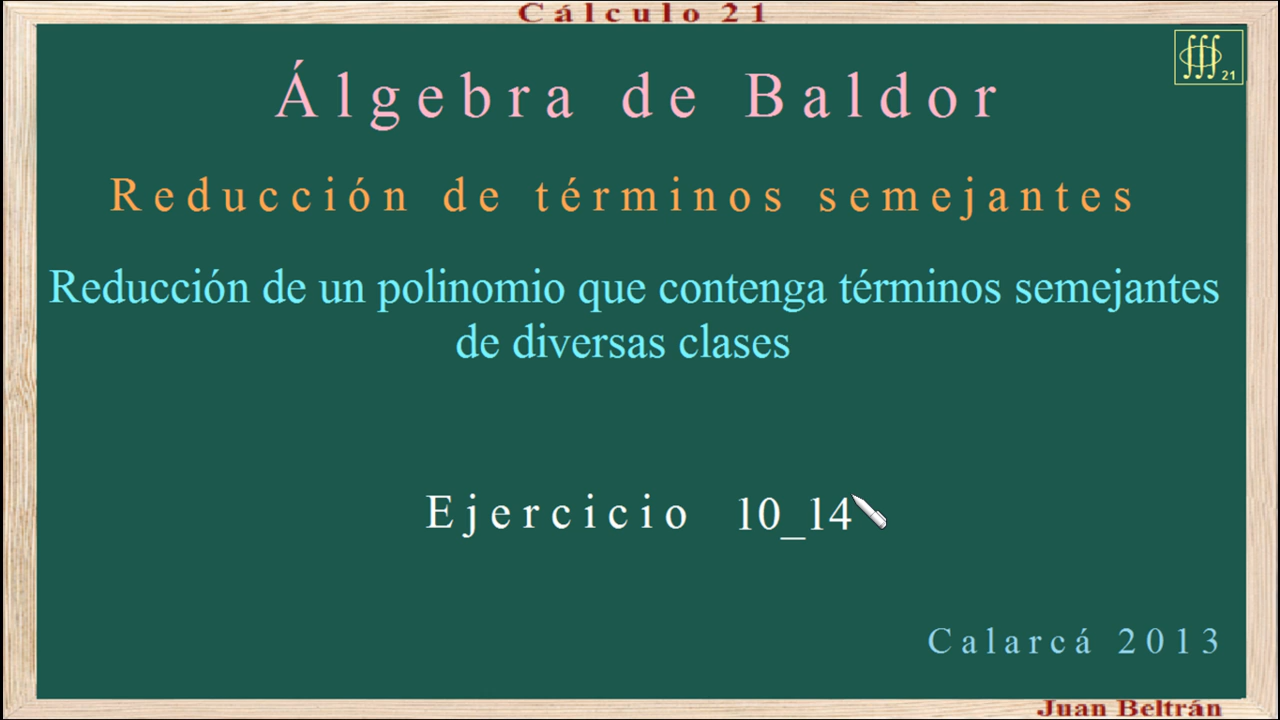 Cálculo 21
∯∫ 21
Álgebra de Baldor
Reducción de términos semejantes
Reducción de un polinomio que contenga términos semejantes
de diversas clases
Ejercicio 10_14
Calarcá 2013
Juan Beltrán